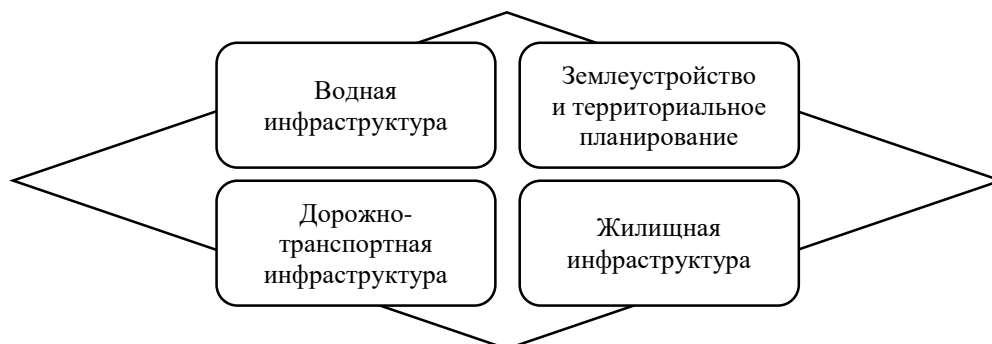 Водная
инфраструктура
Землеустройство
и территориальное
планирование
Дорожно-
транспортная
инфраструктура
Жилищная
инфраструктура